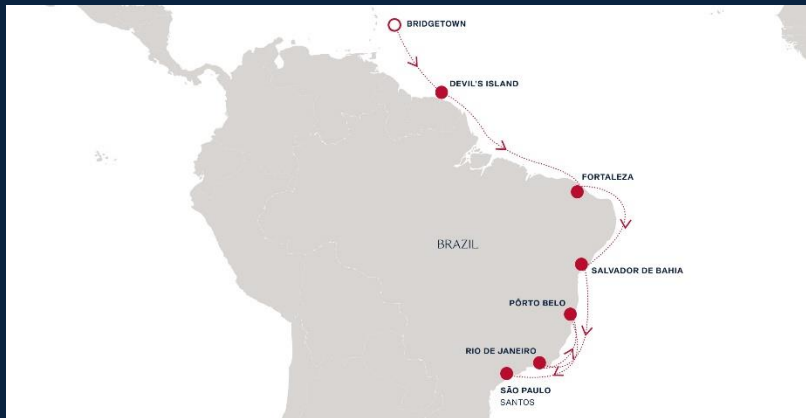 BRIDGETOWN
DEVIL'S ISLAND
FORTALEZA
BRAZIL
SALVADOR DE BAHIA
PÔRTO BELO
RIO DE JANEIRO
SÃO PAULO
SANTOS